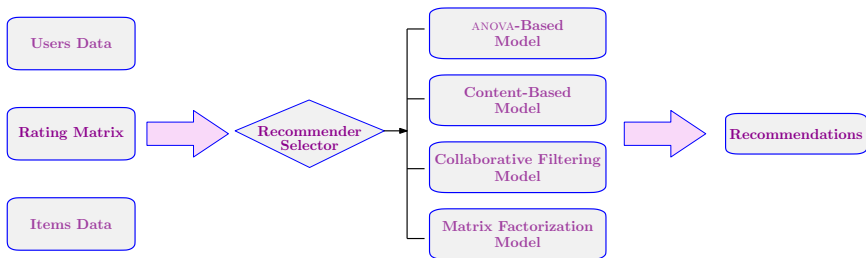 Users Data
Rating Matrix
Items Data
Recommender
Selector
ANOVA-Based
Model
Content-Based
Model
Collaborative Filtering
Model
Matrix Factorization
Model
Recommendations